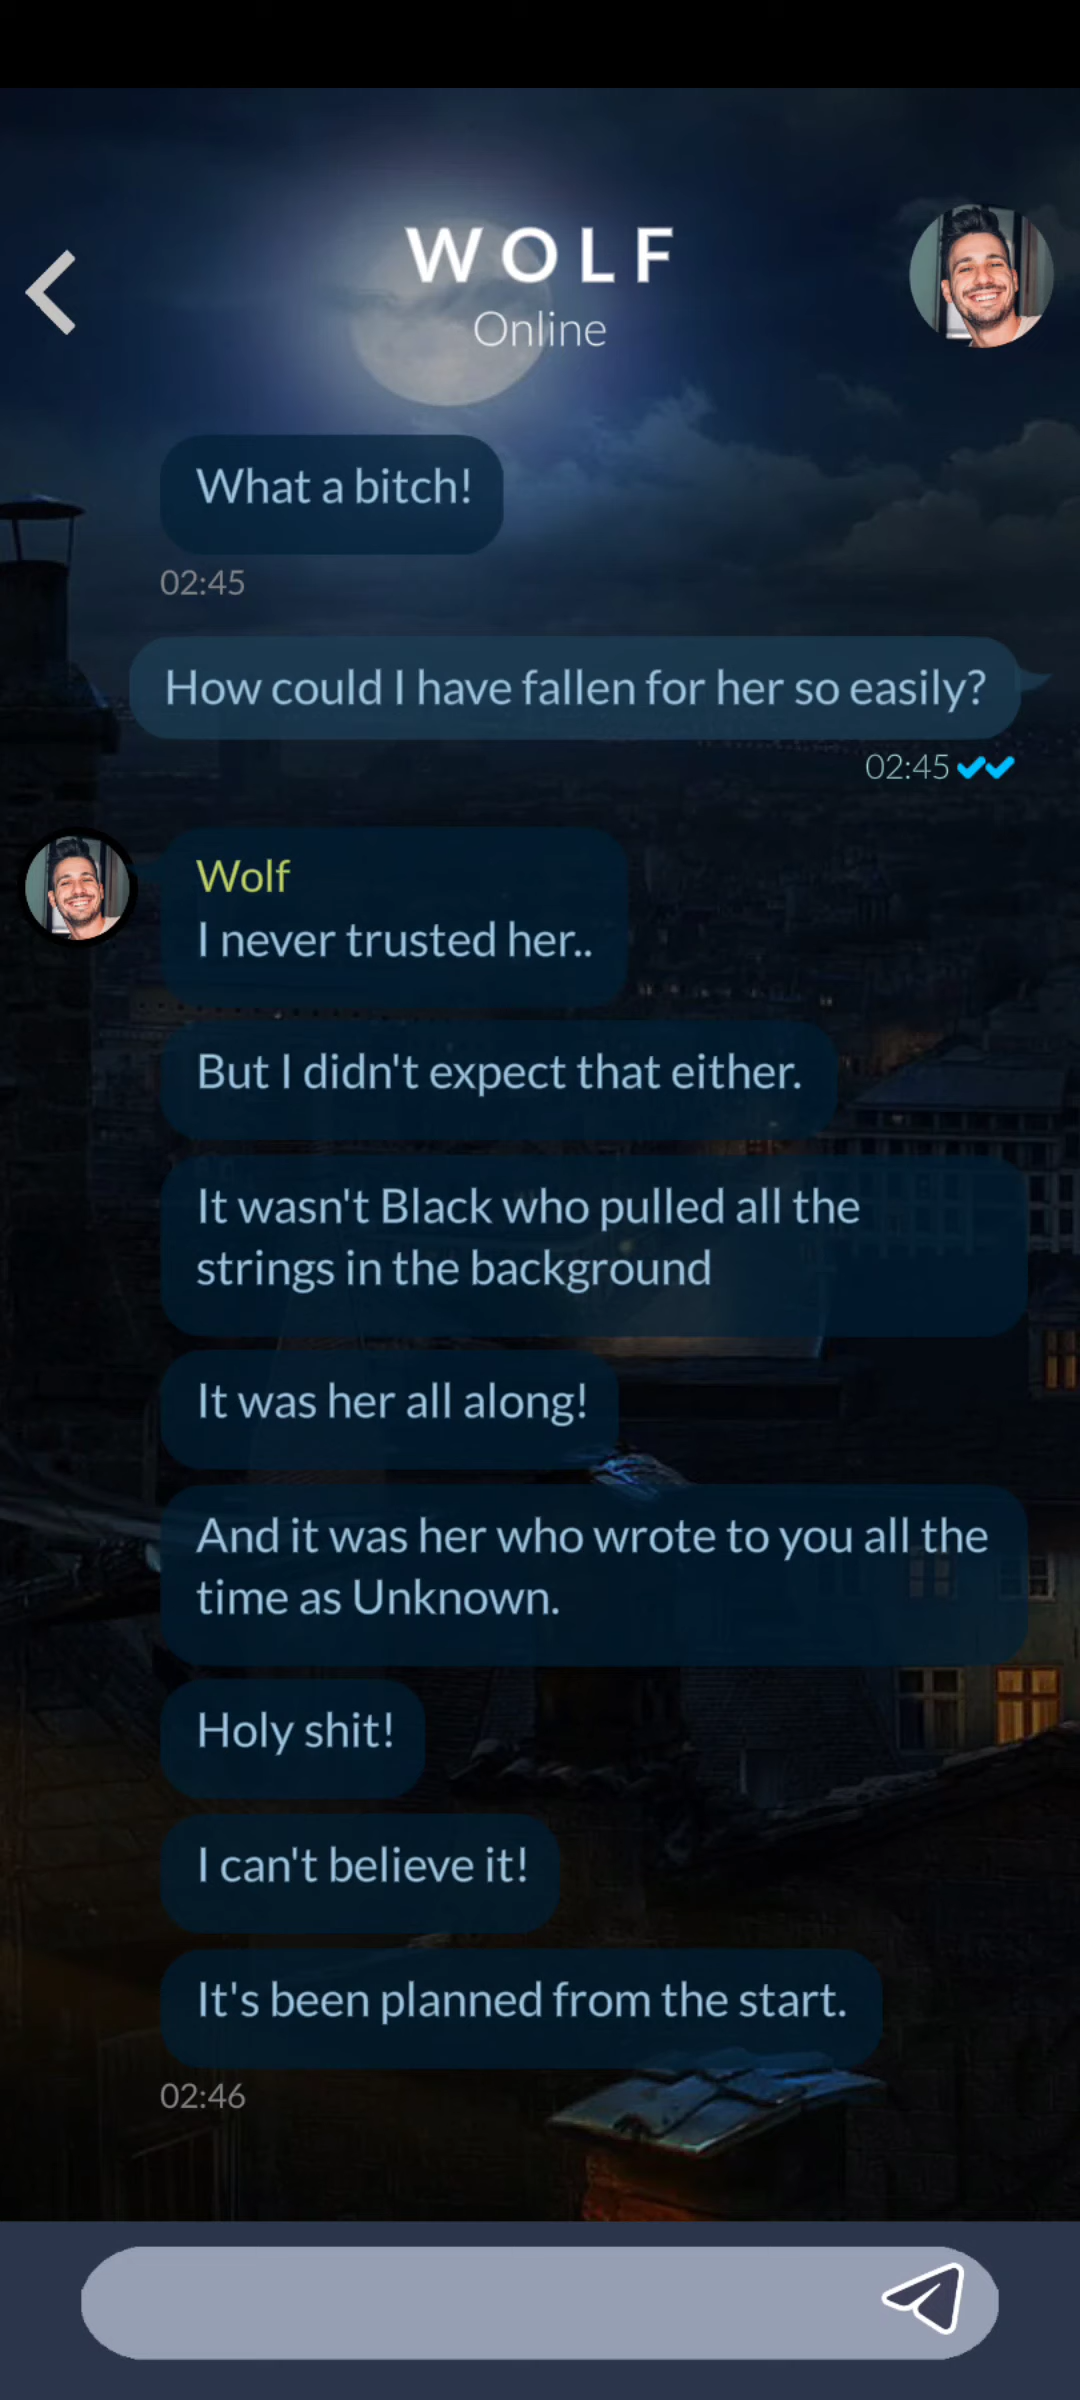 WOLF
Online
What a bitch!
02:45
How could I have fallen for her so easily?
02:45
Wolf
I never trusted her..
But I didn't expect that either.
It wasn't Black who pulled all the
strings in the background
It was her all along!
And it was her who wrote to you all the
time as Unknown.
Holy shit!
I can't believe it!
It's been planned from the start.
02:46